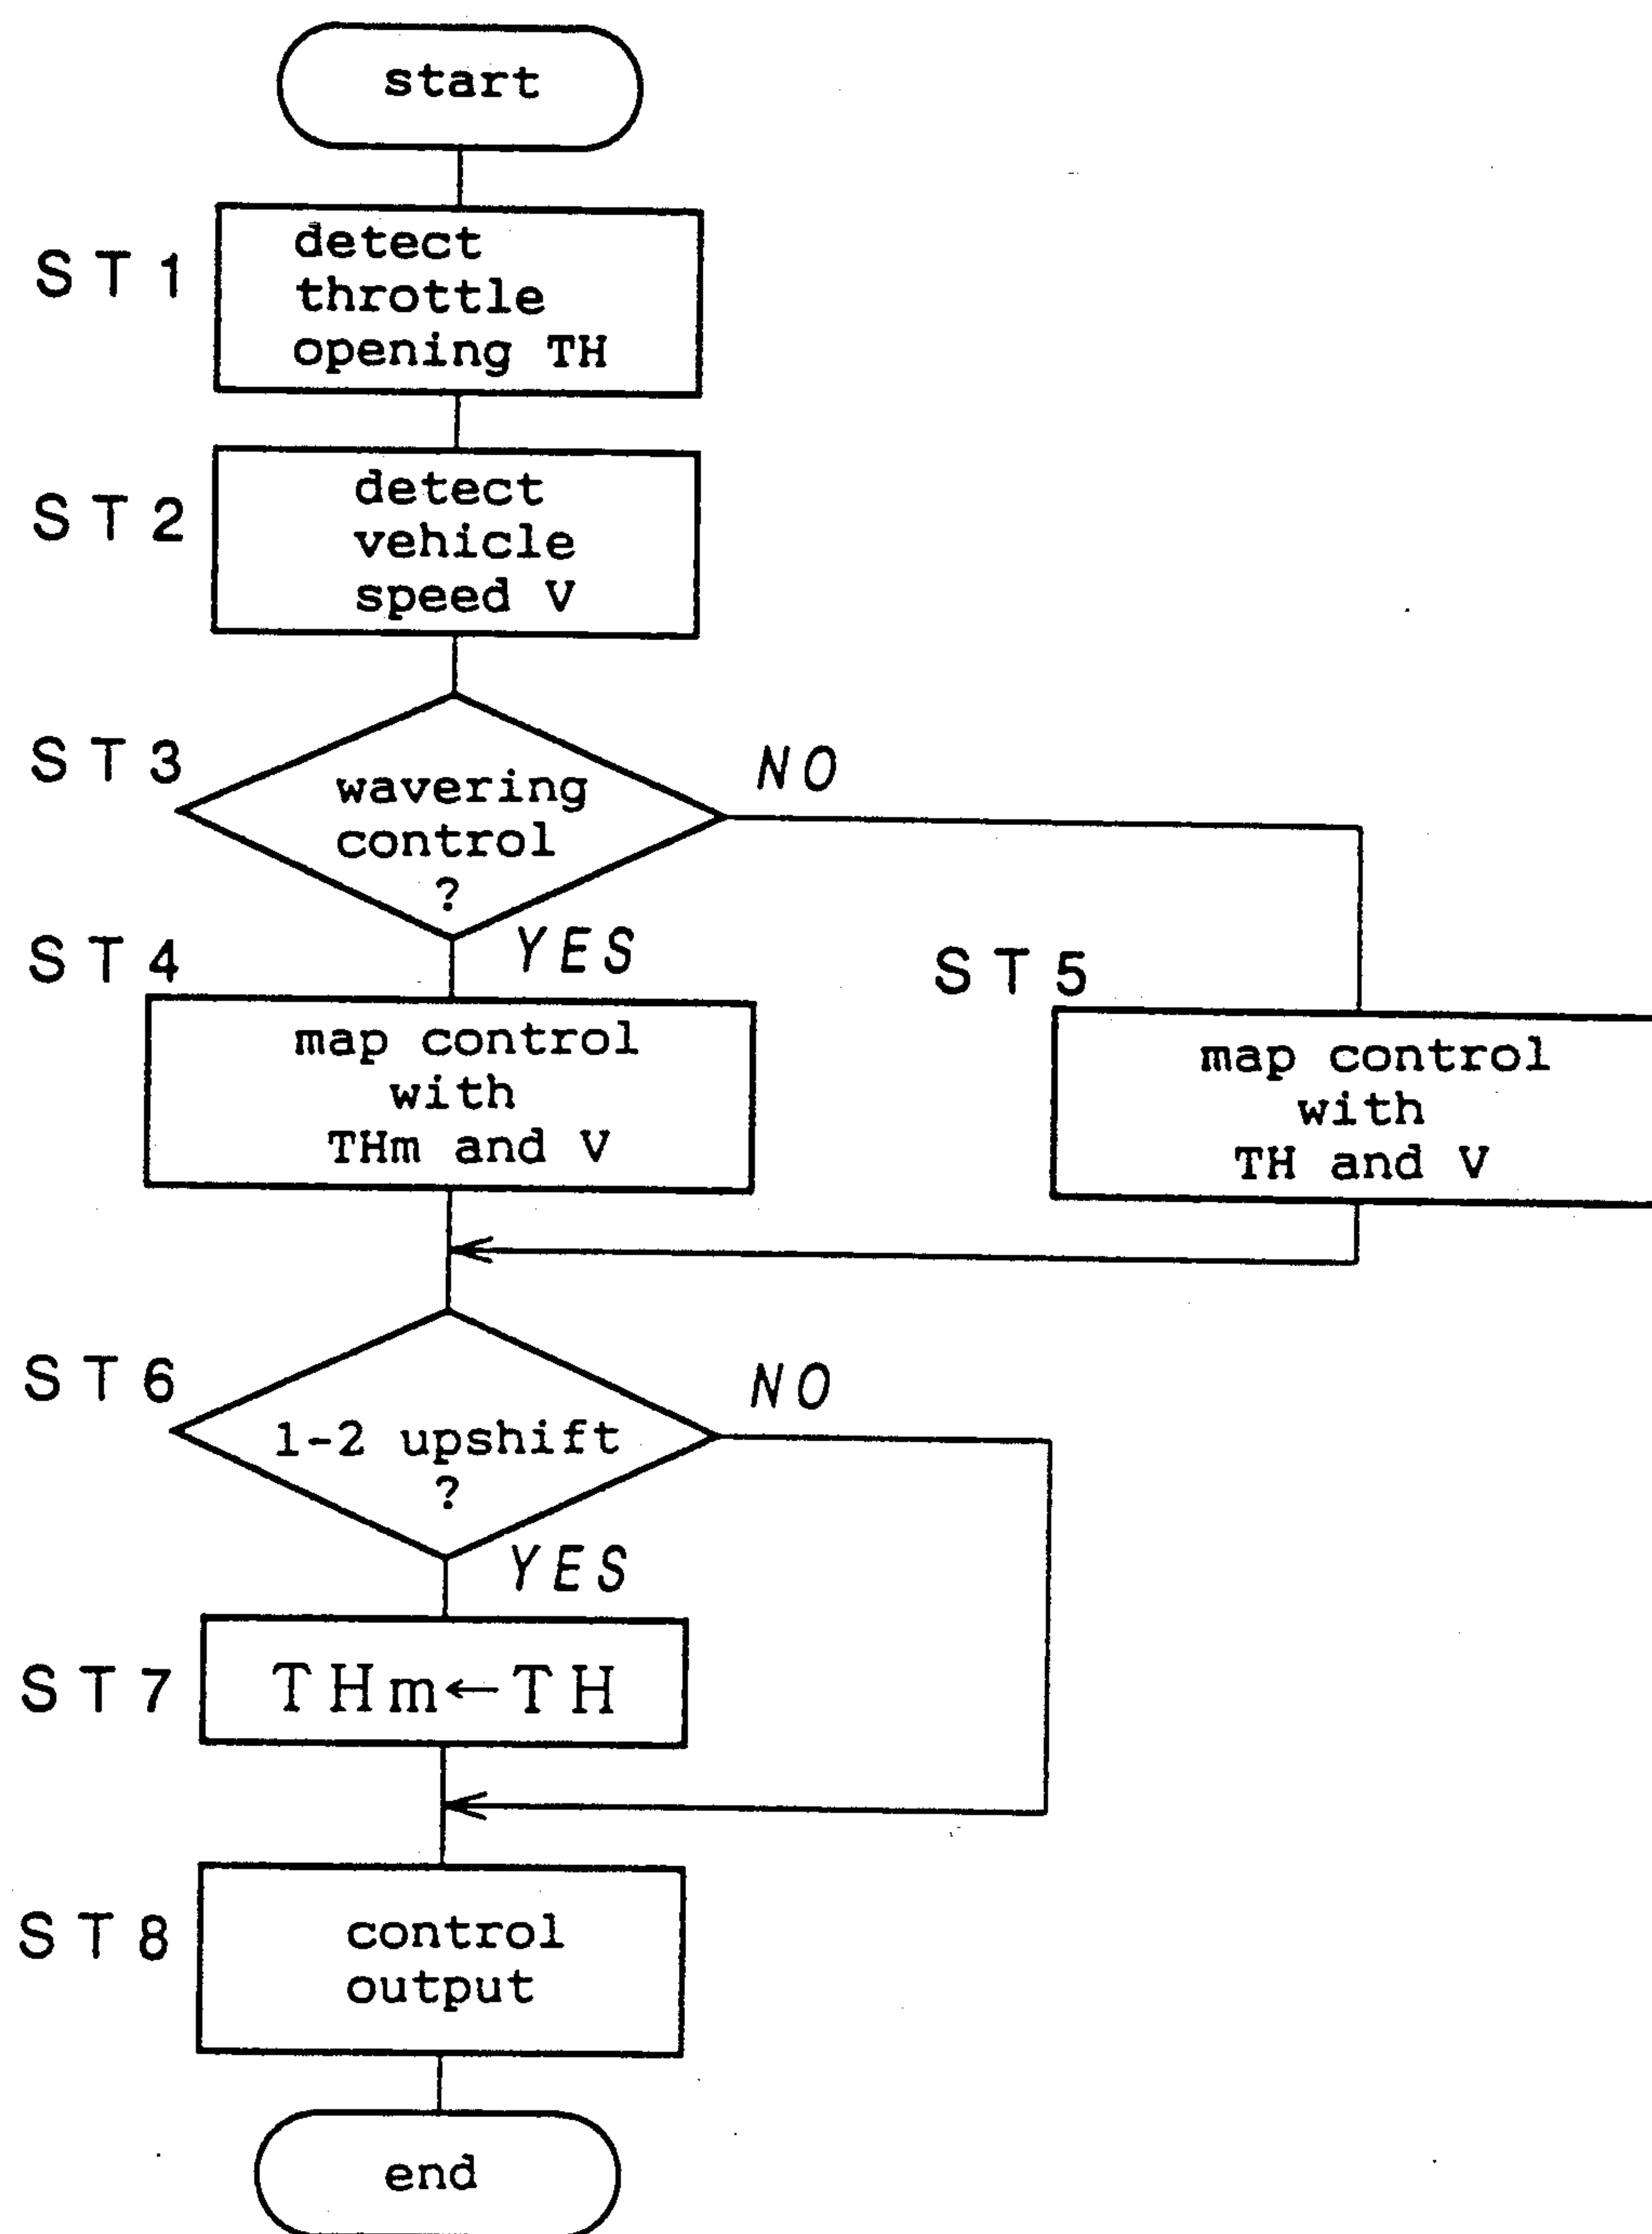 start
ST1
detect
throttle
opening TH
ST2
detect
vehicle
speed V
ST3
wavering
control
?
NO
YES
ST4
map control
with
THm and V
ST5
map control
with
TH and V
ST6
1-2 upshift
?
NO
YES
ST7
THm←TH
ST8
control
output
end